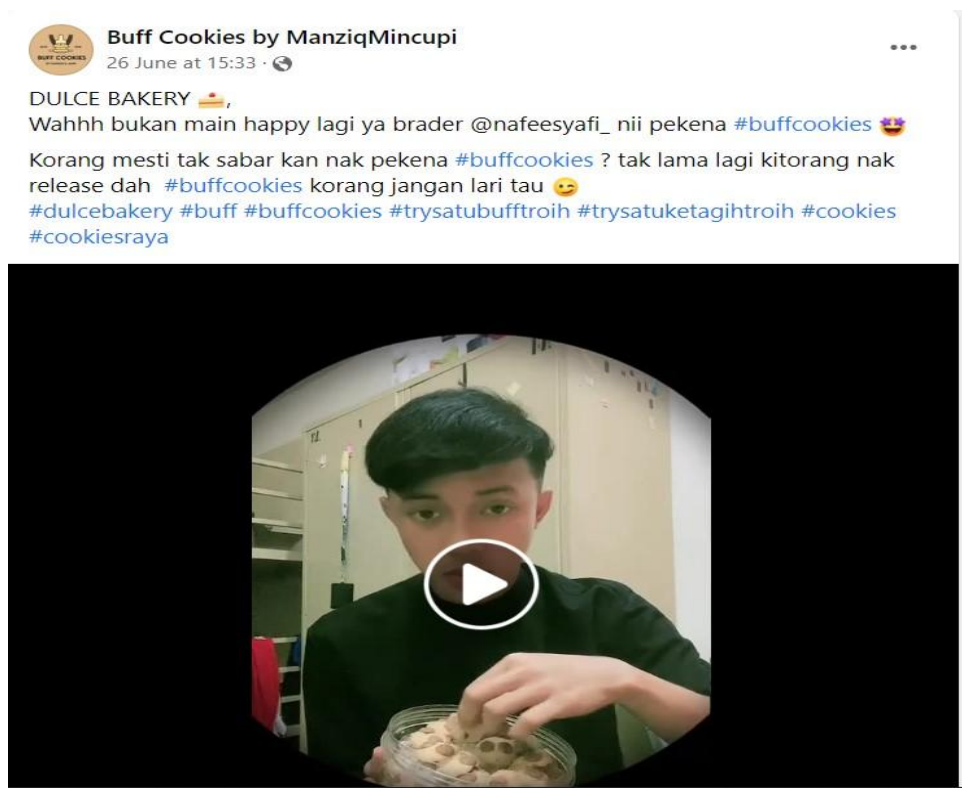 Buff Cookies by ManziqMincupi
26 June at 15:33 ·
DULCE BAKERY 🍰,
Wahhh bukan main happy lagi ya brader @nafeesyafi_ nii pekena #buffcookies 🤩
Korang mesti tak sabar kan nak pekena #buffcookies ? tak lama lagi kitorang nak
release dah #buffcookies korang jangan lari tau 😉
#dulcebakery #buff #buffcookies #trysatubufftroih #trysatuketagihtroih #cookies
#cookiesraya
BUFF COOKIES